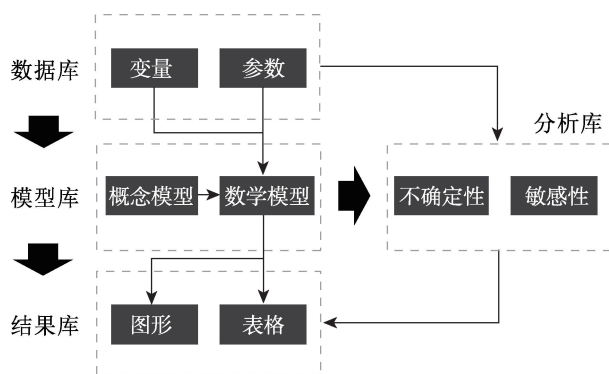 数据库
变量
参数
分析库
模型库
概念模型
数学模型
不确定性
敏感性
结果库
图形
表格